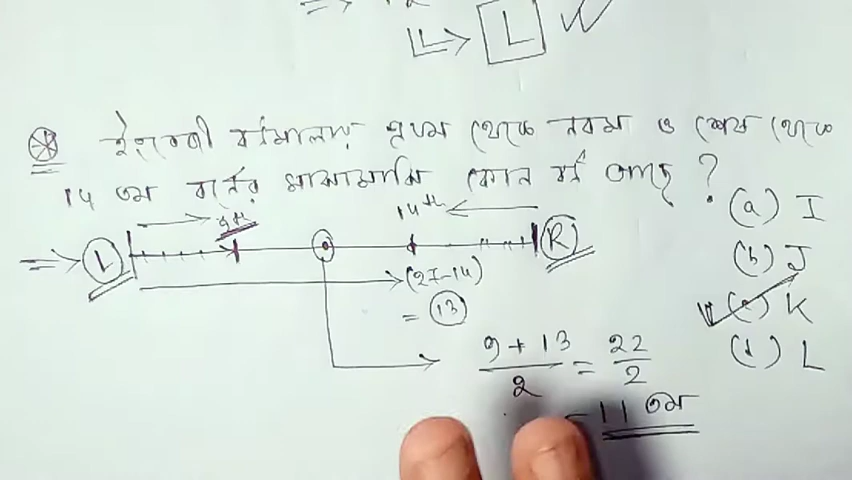 L
ইংরেজী বর্ণমালায় প্রথম থেকে নবম ও শেষ থেকে
14 তম বর্ণের মাঝামাঝি কোন বর্ণ আছে ?
(a) I
(b) J
(c) K
(d) L
9th
14th
L
R
(27-14)
= 13
9 + 13 / 2 = 22 / 2
= 11 তম